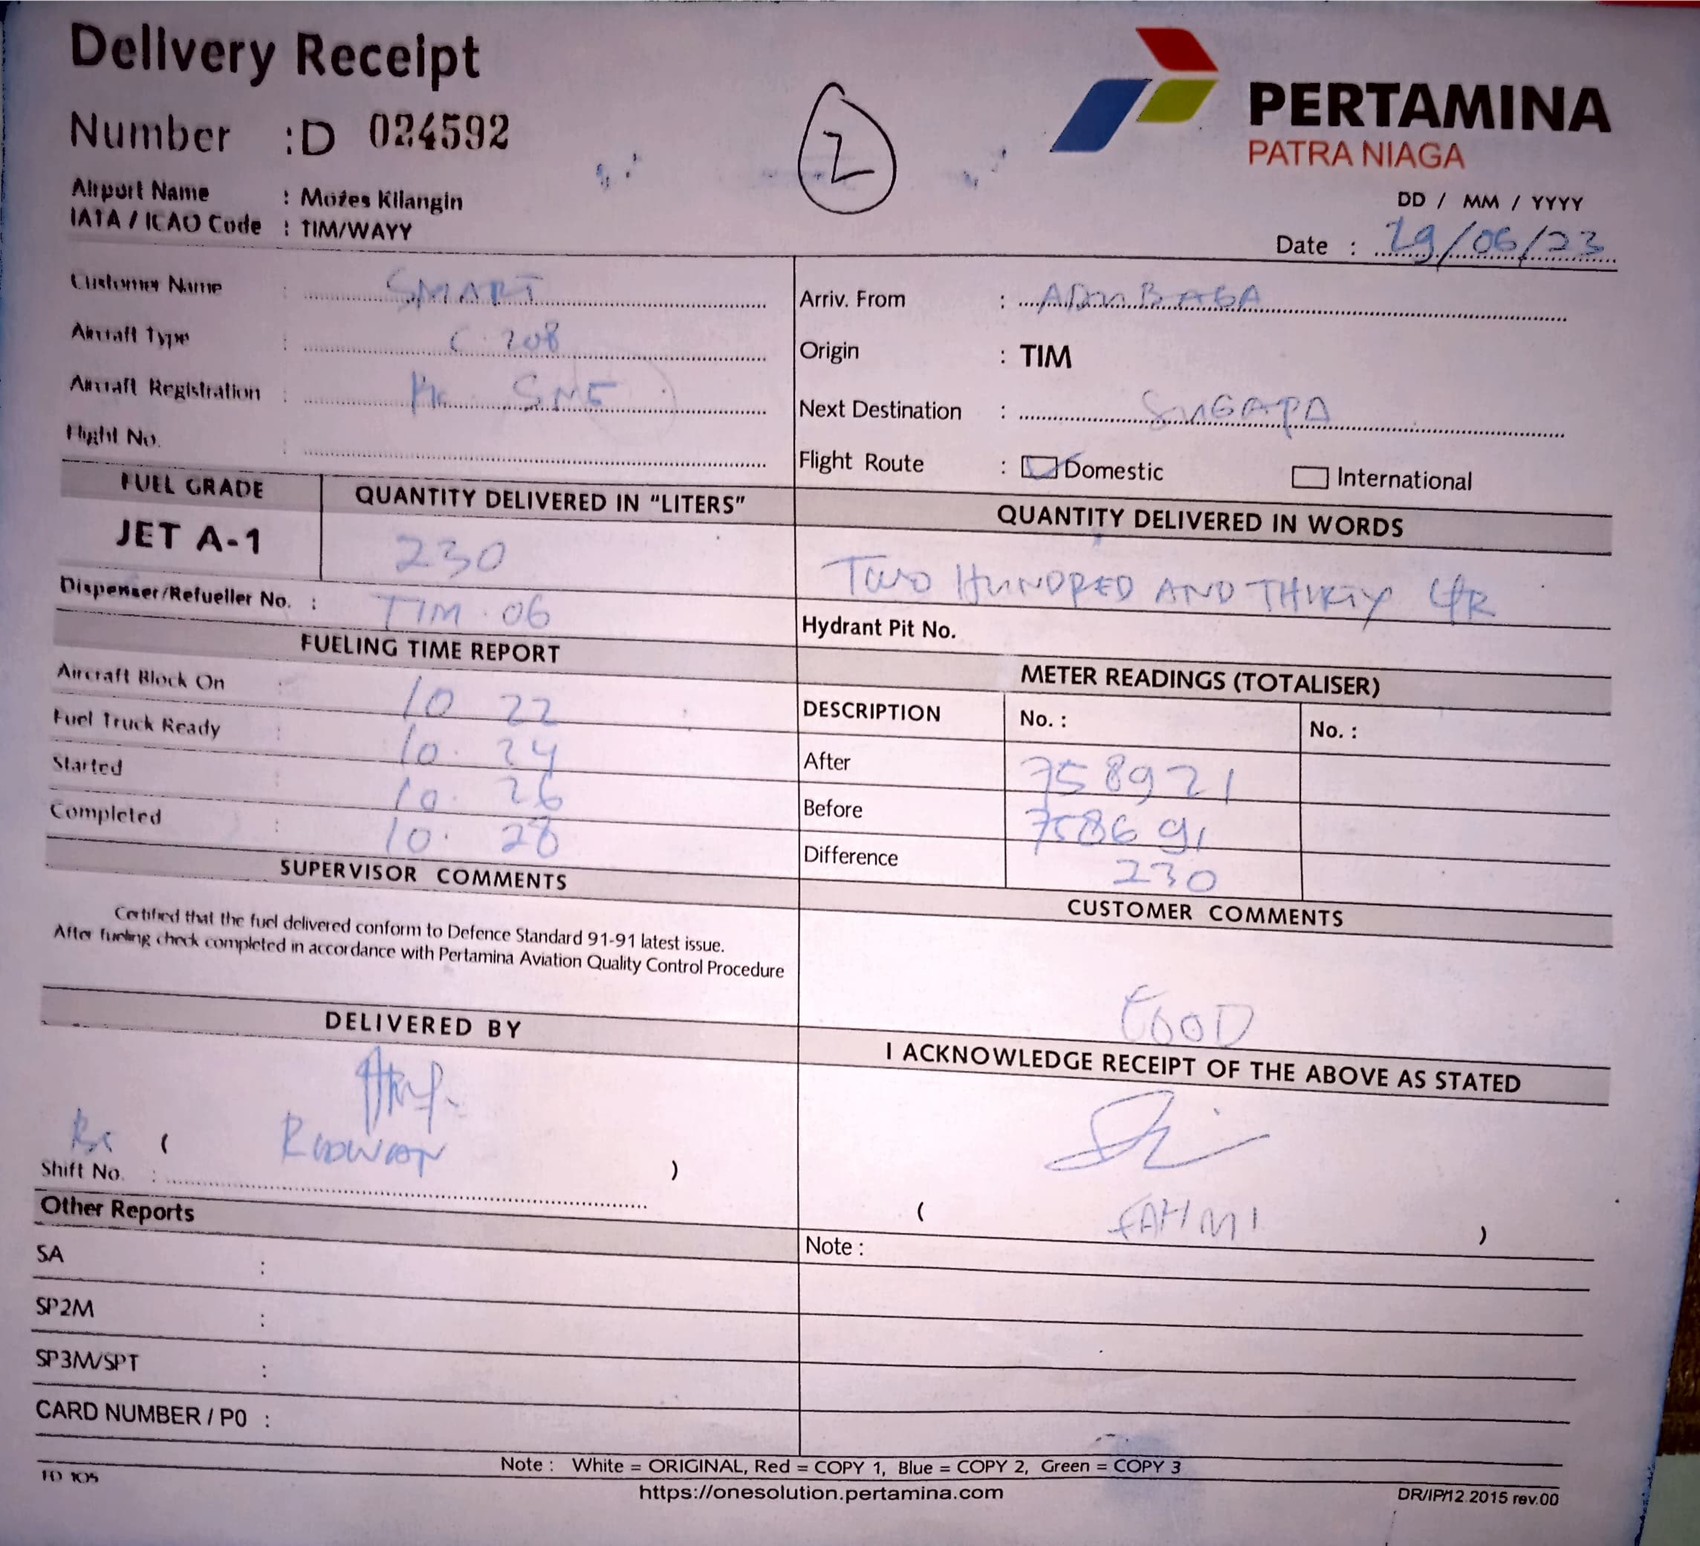 Delivery Receipt
Number : D 024592
2
PERTAMINA
PATRA NIAGA
Airport Name : Mozes Kilangin
IATA / ICAO Code : TIM/WAYY
DD / MM / YYYY
Date : 29/06/23
Customer Name : SMART
Aircraft Type : C 208
Aircraft Registration : PK SNE
Flight No. :
Arriv. From :
Origin : TIM
Next Destination : SUGAPA
Flight Route : Domestic International
FUEL GRADE QUANTITY DELIVERED IN "LITERS" QUANTITY DELIVERED IN WORDS
JET A-1 230 TWO HUNDRED AND THIRTY LTR
Dispenser/Refueller No. : TIM. 06
Hydrant Pit No.
FUELING TIME REPORT
Aircraft Block On : 10 22
Fuel Truck Ready : 10. 24
Started : 10. 26
Completed : 10. 28
METER READINGS (TOTALISER)
DESCRIPTION No. : No. :
After 758921
Before 758691
Difference 230
SUPERVISOR COMMENTS
Certified that the fuel delivered conform to Defence Standard 91-91 latest issue.
After fueling check completed in accordance with Pertamina Aviation Quality Control Procedure
CUSTOMER COMMENTS
GOOD
DELIVERED BY
( )
Shift No. :
I ACKNOWLEDGE RECEIPT OF THE ABOVE AS STATED
( FAHMI )
Other Reports
SA :
SP2M :
SP3M/SPT :
CARD NUMBER / PO :
Note :
Note : White = ORIGINAL, Red = COPY 1, Blue = COPY 2, Green = COPY 3
https://onesolution.pertamina.com
TD 105
DR/IP/12.2015 rev.00